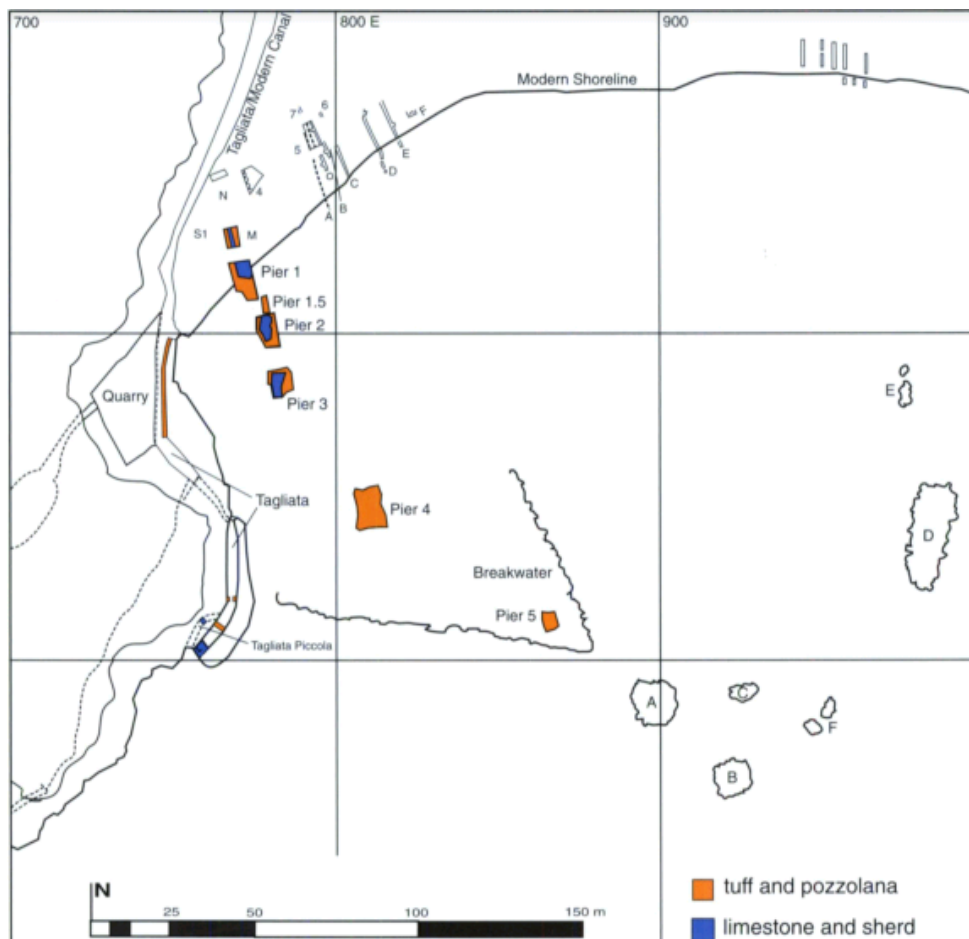 700
800 E
900
Tagliata/Modern Canal
Modern Shoreline
6
7
F
5
E
O
D
C
N
4
B
A
S1
M
Pier 1
Pier 1.5
Pier 2
E
Quarry
Pier 3
Tagliata
Pier 4
D
Breakwater
Pier 5
Tagliata Piccola
A
C
F
B
N
25
50
100
150 m
tuff and pozzolana
limestone and sherd